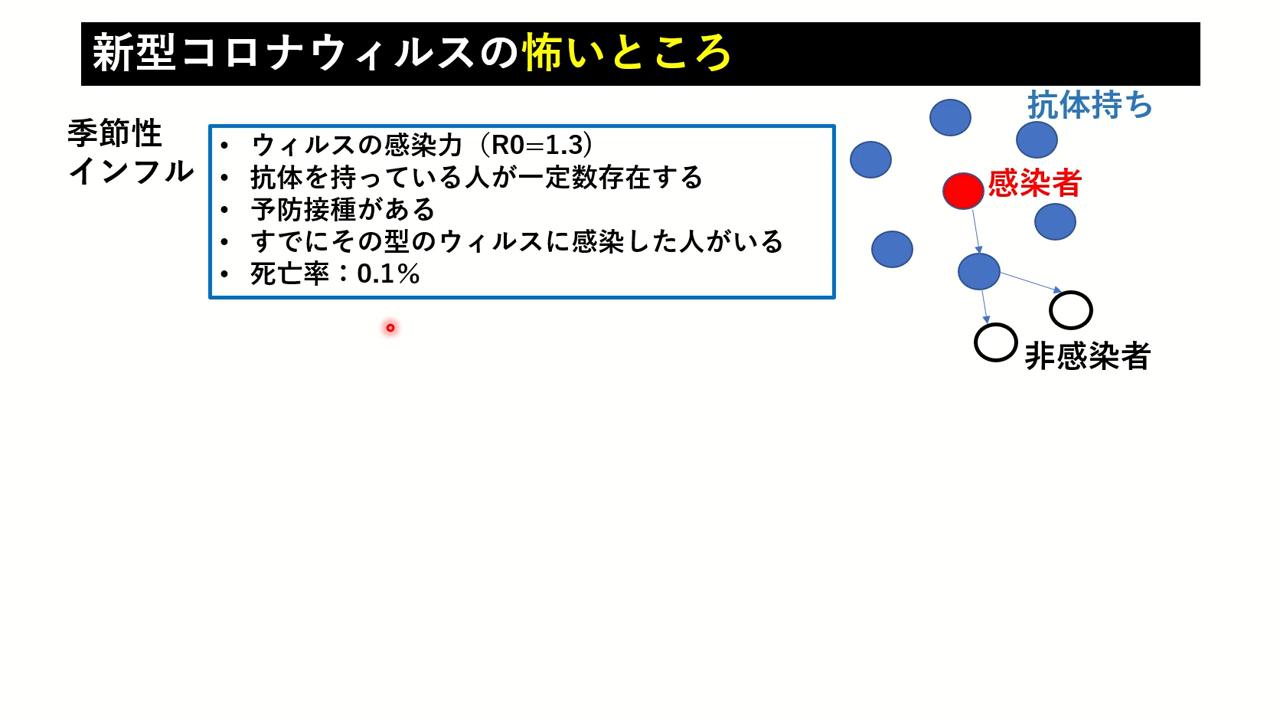 新型コロナウィルスの怖いところ
季節性
インフル
• ウィルスの感染力（R0=1.3）
• 抗体を持っている人が一定数存在する
• 予防接種がある
• すでにその型のウィルスに感染した人がいる
• 死亡率：0.1%
抗体持ち
感染者
非感染者